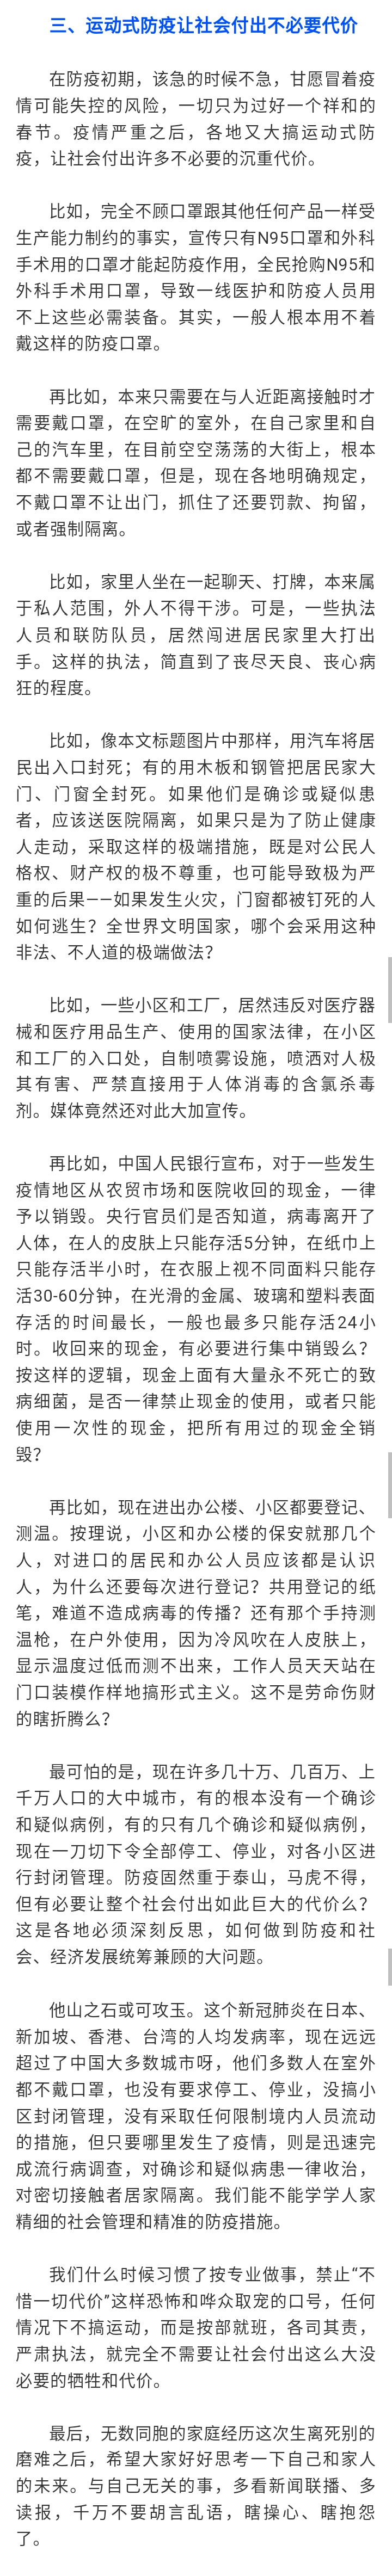 三、运动式防疫让社会付出不必要代价
在防疫初期，该急的时候不急，甘愿冒着疫
情可能失控的风险，一切只为过好一个祥和的
春节。疫情严重之后，各地又大搞运动式防
疫，让社会付出许多不必要的沉重代价。
比如，完全不顾口罩跟其他任何产品一样受
生产能力制约的事实，宣传只有N95口罩和外科
手术用的口罩才能起防疫作用，全民抢购N95和
外科手术用口罩，导致一线医护和防疫人员用
不上这些必需装备。其实，一般人根本用不着
戴这样的防疫口罩。
再比如，本来只需要在与人近距离接触时才
需要戴口罩，在空旷的室外，在自己家里和自
己的汽车里，在目前空空荡荡的大街上，根本
都不需要戴口罩，但是，现在各地明确规定，
不戴口罩不让出门，抓住了还要罚款、拘留，
或者强制隔离。
比如，家里人坐在一起聊天、打牌，本来属
于私人范围，外人不得干涉。可是，一些执法
人员和联防队员，居然闯进居民家里大打出
手。这样的执法，简直到了丧尽天良、丧心病
狂的程度。
比如，像本文标题图片中那样，用汽车将居
民出入口封死；有的用木板和钢管把居民家大
门、门窗全封死。如果他们是确诊或疑似患
者，应该送医院隔离，如果只是为了防止健康
人走动，采取这样的极端措施，既是对公民人
格权、财产权的极不尊重，也可能导致极为严
重的后果——如果发生火灾，门窗都被钉死的人
如何逃生？全世界文明国家，哪个会采用这种
非法、不人道的极端做法？
比如，一些小区和工厂，居然违反对医疗器
械和医疗用品生产、使用的国家法律，在小区
和工厂的入口处，自制喷雾设施，喷洒对人极
其有害、严禁直接用于人体消毒的含氯杀毒
剂。媒体竟然还对此大加宣传。
再比如，中国人民银行宣布，对于一些发生
疫情地区从农贸市场和医院收回的现金，一律
予以销毁。央行官员们是否知道，病毒离开了
人体，在人的皮肤上只能存活5分钟，在纸巾上
只能存活半小时，在衣服上视不同面料只能存
活30-60分钟，在光滑的金属、玻璃和塑料表面
存活的时间最长，一般也最多只能存活24小
时。收回来的现金，有必要进行集中销毁么？
按这样的逻辑，现金上面有大量永不死亡的致
病细菌，是否一律禁止现金的使用，或者只能
使用一次性的现金，把所有用过的现金全销
毁？
再比如，现在进出办公楼、小区都要登记、
测温。按理说，小区和办公楼的保安就那几个
人，对进口的居民和办公人员应该都是认识
人，为什么还要每次进行登记？共用登记的纸
笔，难道不造成病毒的传播？还有那个手持测
温枪，在户外使用，因为冷风吹在人皮肤上，
显示温度过低而测不出来，工作人员天天站在
门口装模作样地搞形式主义。这不是劳命伤财
的瞎折腾么？
最可怕的是，现在许多几十万、几百万、上
千万人口的大中城市，有的根本没有一个确诊
和疑似病例，有的只有几个确诊和疑似病例，
现在一刀切下令全部停工、停业，对各小区进
行封闭管理。防疫固然重于泰山，马虎不得，
但有必要让整个社会付出如此巨大的代价么？
这是各地必须深刻反思，如何做到防疫和社
会、经济发展统筹兼顾的大问题。
他山之石或可攻玉。这个新冠肺炎在日本、
新加坡、香港、台湾的人均发病率，现在远远
超过了中国大多数城市呀，他们多数人在室外
都不戴口罩，也没有要求停工、停业，没搞小
区封闭管理，没有采取任何限制境内人员流动
的措施，但只要哪里发生了疫情，则是迅速完
成流行病调查，对确诊和疑似病患一律收治，
对密切接触者居家隔离。我们能不能学学人家
精细的社会管理和精准的防疫措施。
我们什么时候习惯了按专业做事，禁止“不
惜一切代价”这样恐怖和哗众取宠的口号，任何
情况下不搞运动，而是按部就班，各司其责，
严肃执法，就完全不需要让社会付出这么大没
必要的牺牲和代价。
最后，无数同胞的家庭经历这次生离死别的
磨难之后，希望大家好好思考一下自己和家人
的未来。与自己无关的事，多看新闻联播、多
读报，千万不要胡言乱语，瞎操心、瞎抱怨
了。